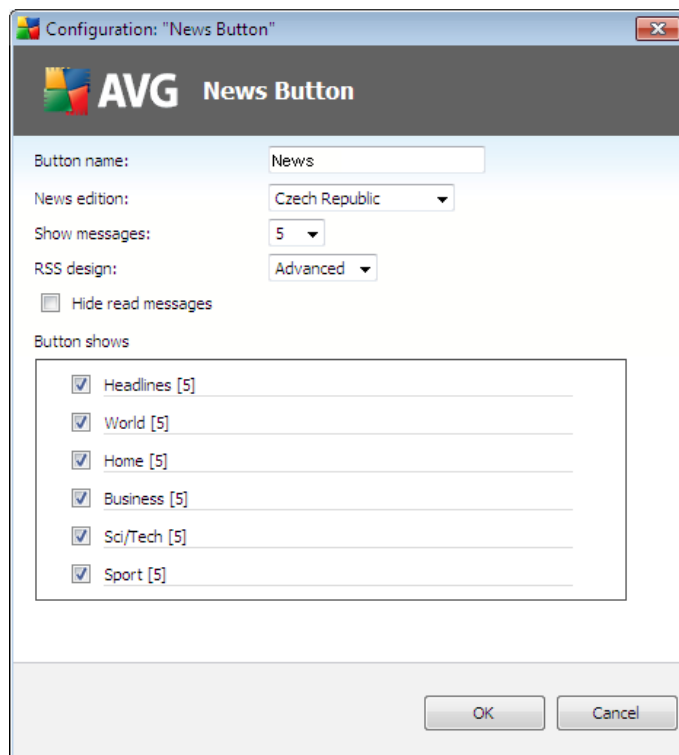 Configuration: "News Button"
AVG News Button
Button name: News
News edition: Czech Republic
Show messages: 5
RSS design: Advanced
Hide read messages
Button shows
Headlines [5]
World [5]
Home [5]
Business [5]
Sci/Tech [5]
Sport [5]
OK Cancel